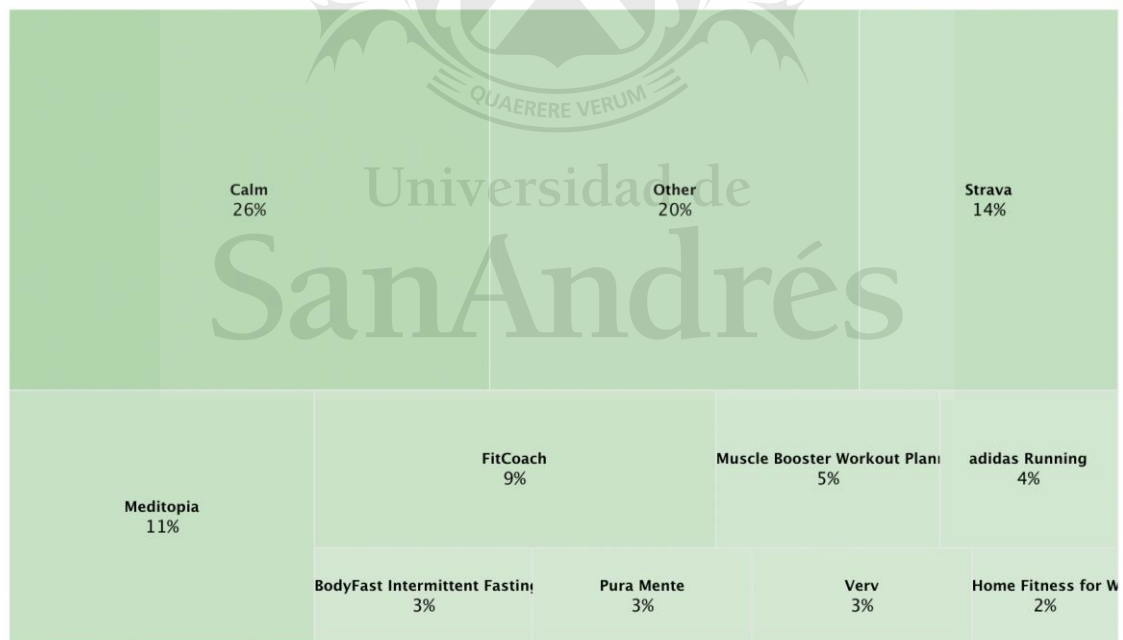 QUAERERE VERUM
Universidad de
SanAndrés
Calm
26%
Other
20%
Strava
14%
Meditopia
11%
FitCoach
9%
Muscle Booster Workout Plan
5%
adidas Running
4%
BodyFast Intermittent Fasting
3%
Pura Mente
3%
Verv
3%
Home Fitness for W
2%